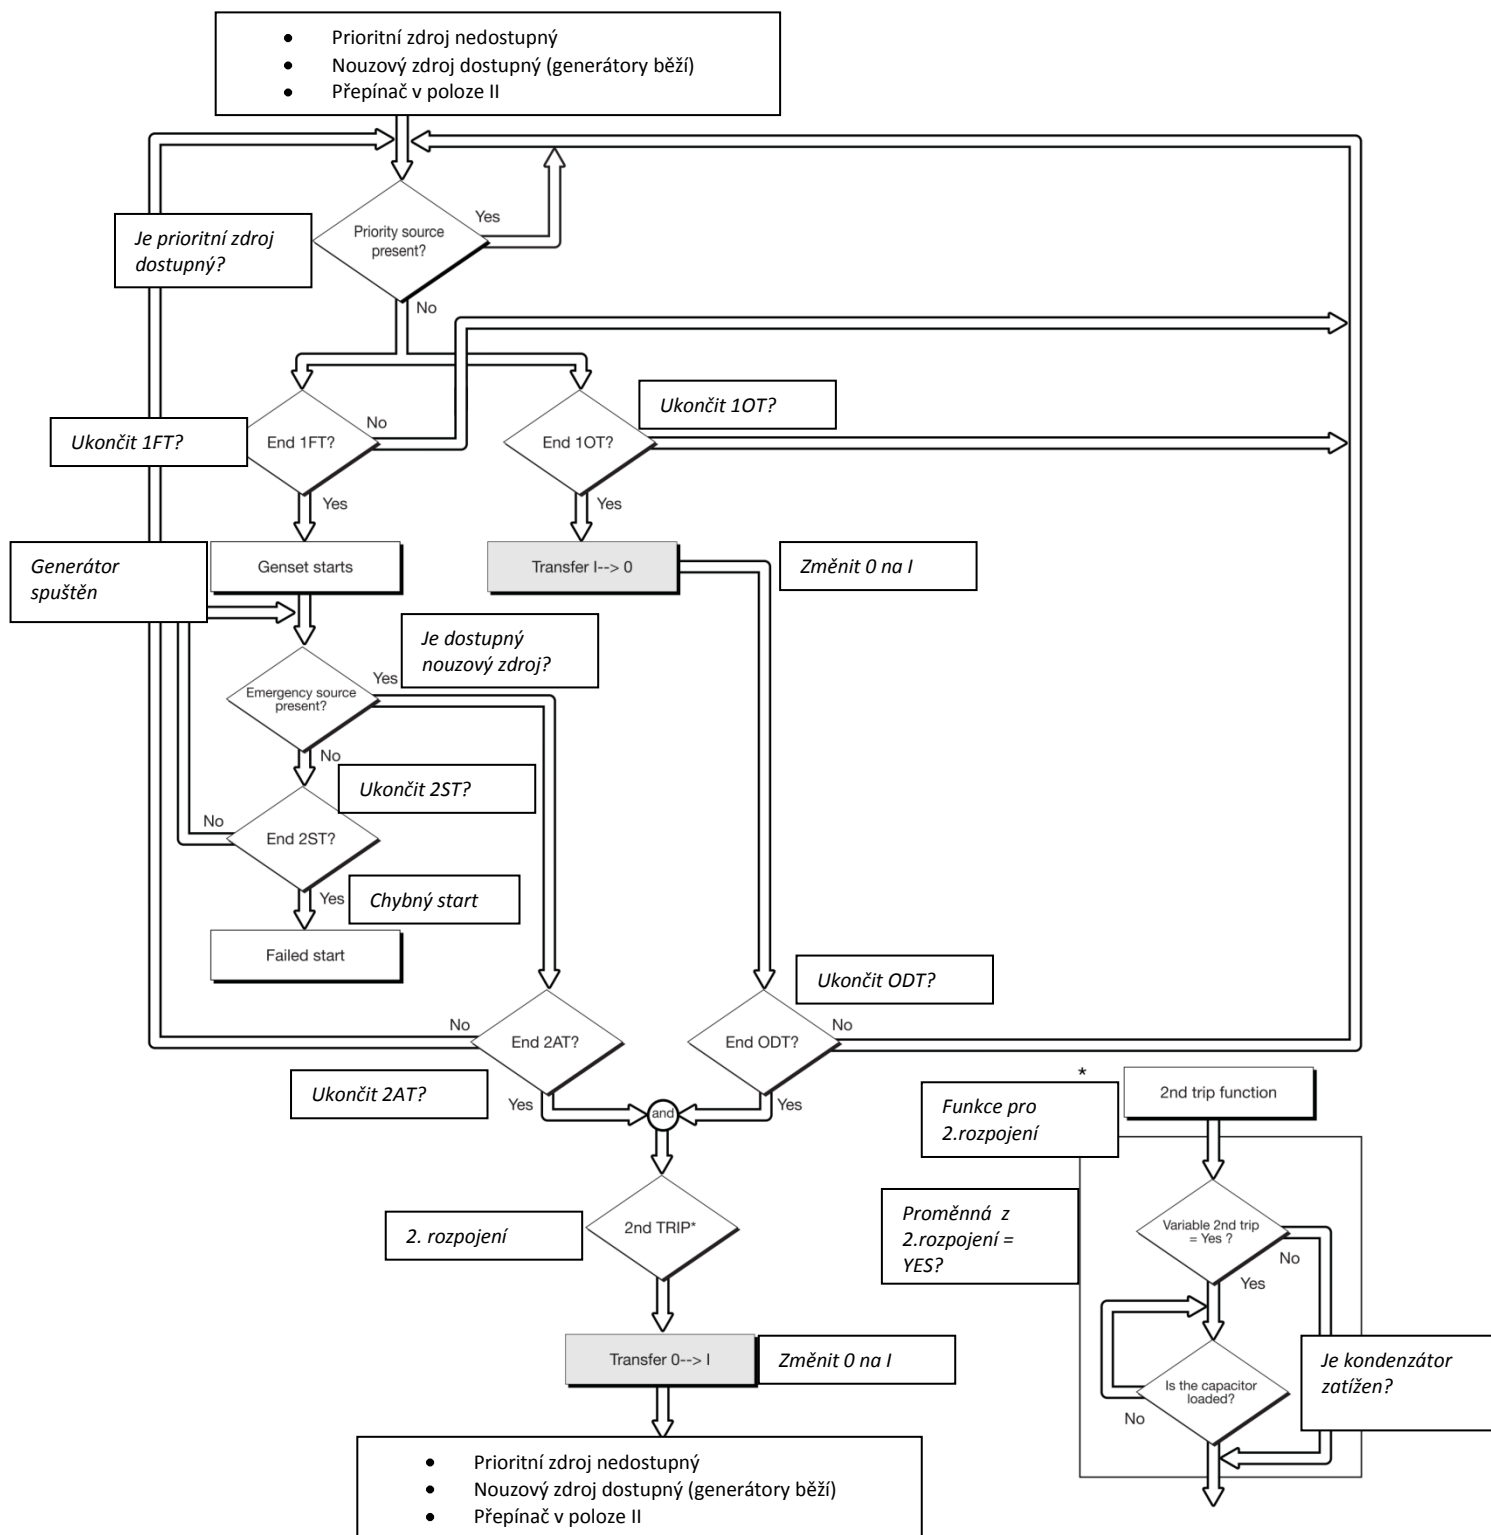 • Prioritní zdroj nedostupný
• Nouzový zdroj dostupný (generátory běží)
• Přepínač v poloze II
Je prioritní zdroj
dostupný?
Priority source
present?
Yes
No
Ukončit 1FT?
End 1FT?
No
Yes
End 1OT?
Ukončit 1OT?
Yes
Generátor
spuštěn
Genset starts
Transfer I--> 0
Změnit 0 na I
Je dostupný
nouzový zdroj?
Emergency source
present?
Yes
No
Ukončit 2ST?
No
End 2ST?
Yes
Chybný start
Failed start
Ukončit ODT?
No
End 2AT?
End ODT?
No
Ukončit 2AT?
Yes
and
Yes
*
2nd trip function
Funkce pro
2.rozpojení
2. rozpojení
2nd TRIP*
Proměnná z
2.rozpojení =
YES?
Variable 2nd trip
= Yes ?
No
Yes
Transfer 0--> I
Změnit 0 na I
Is the capacitor
loaded?
No
Je kondenzátor
zatížen?
• Prioritní zdroj nedostupný
• Nouzový zdroj dostupný (generátory běží)
• Přepínač v poloze II